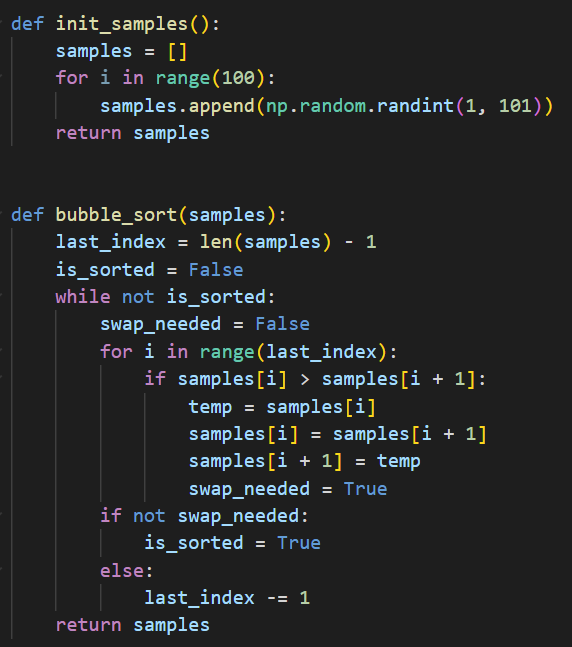 def init_samples():
    samples = []
    for i in range(100):
        samples.append(np.random.randint(1, 101))
    return samples
def bubble_sort(samples):
    last_index = len(samples) - 1
    is_sorted = False
    while not is_sorted:
        swap_needed = False
        for i in range(last_index):
            if samples[i] > samples[i + 1]:
                temp = samples[i]
                samples[i] = samples[i + 1]
                samples[i + 1] = temp
                swap_needed = True
        if not swap_needed:
            is_sorted = True
        else:
            last_index -= 1
    return samples